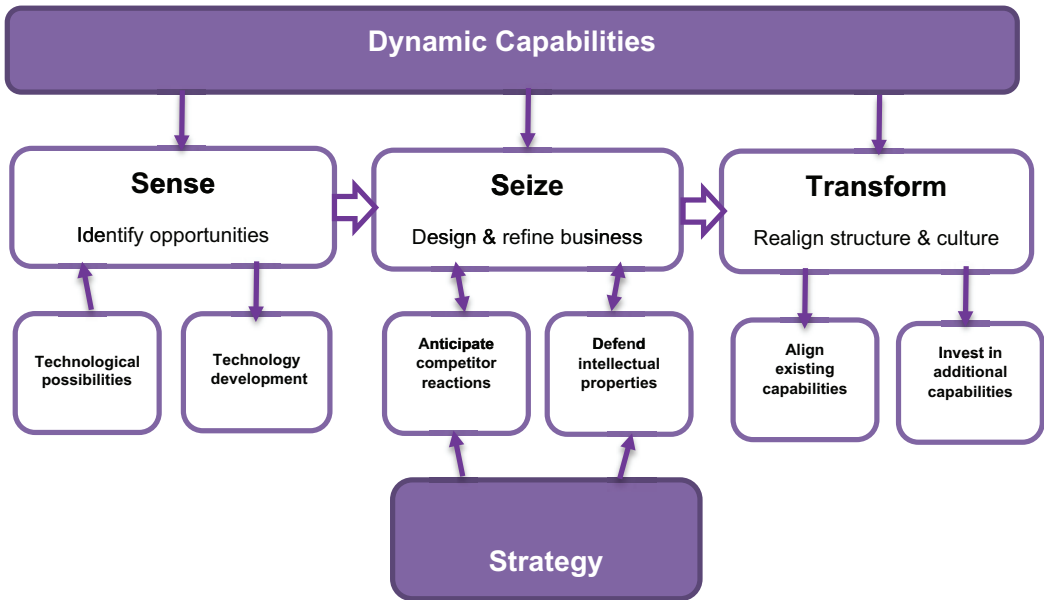 Dynamic Capabilities
Sense
Identify opportunities
Seize
Design & refine business
Transform
Realign structure & culture
Technological
possibilities
Technology
development
Anticipate
competitor
reactions
Defend
intellectual
properties
Align
existing
capabilities
Invest in
additional
capabilities
Strategy